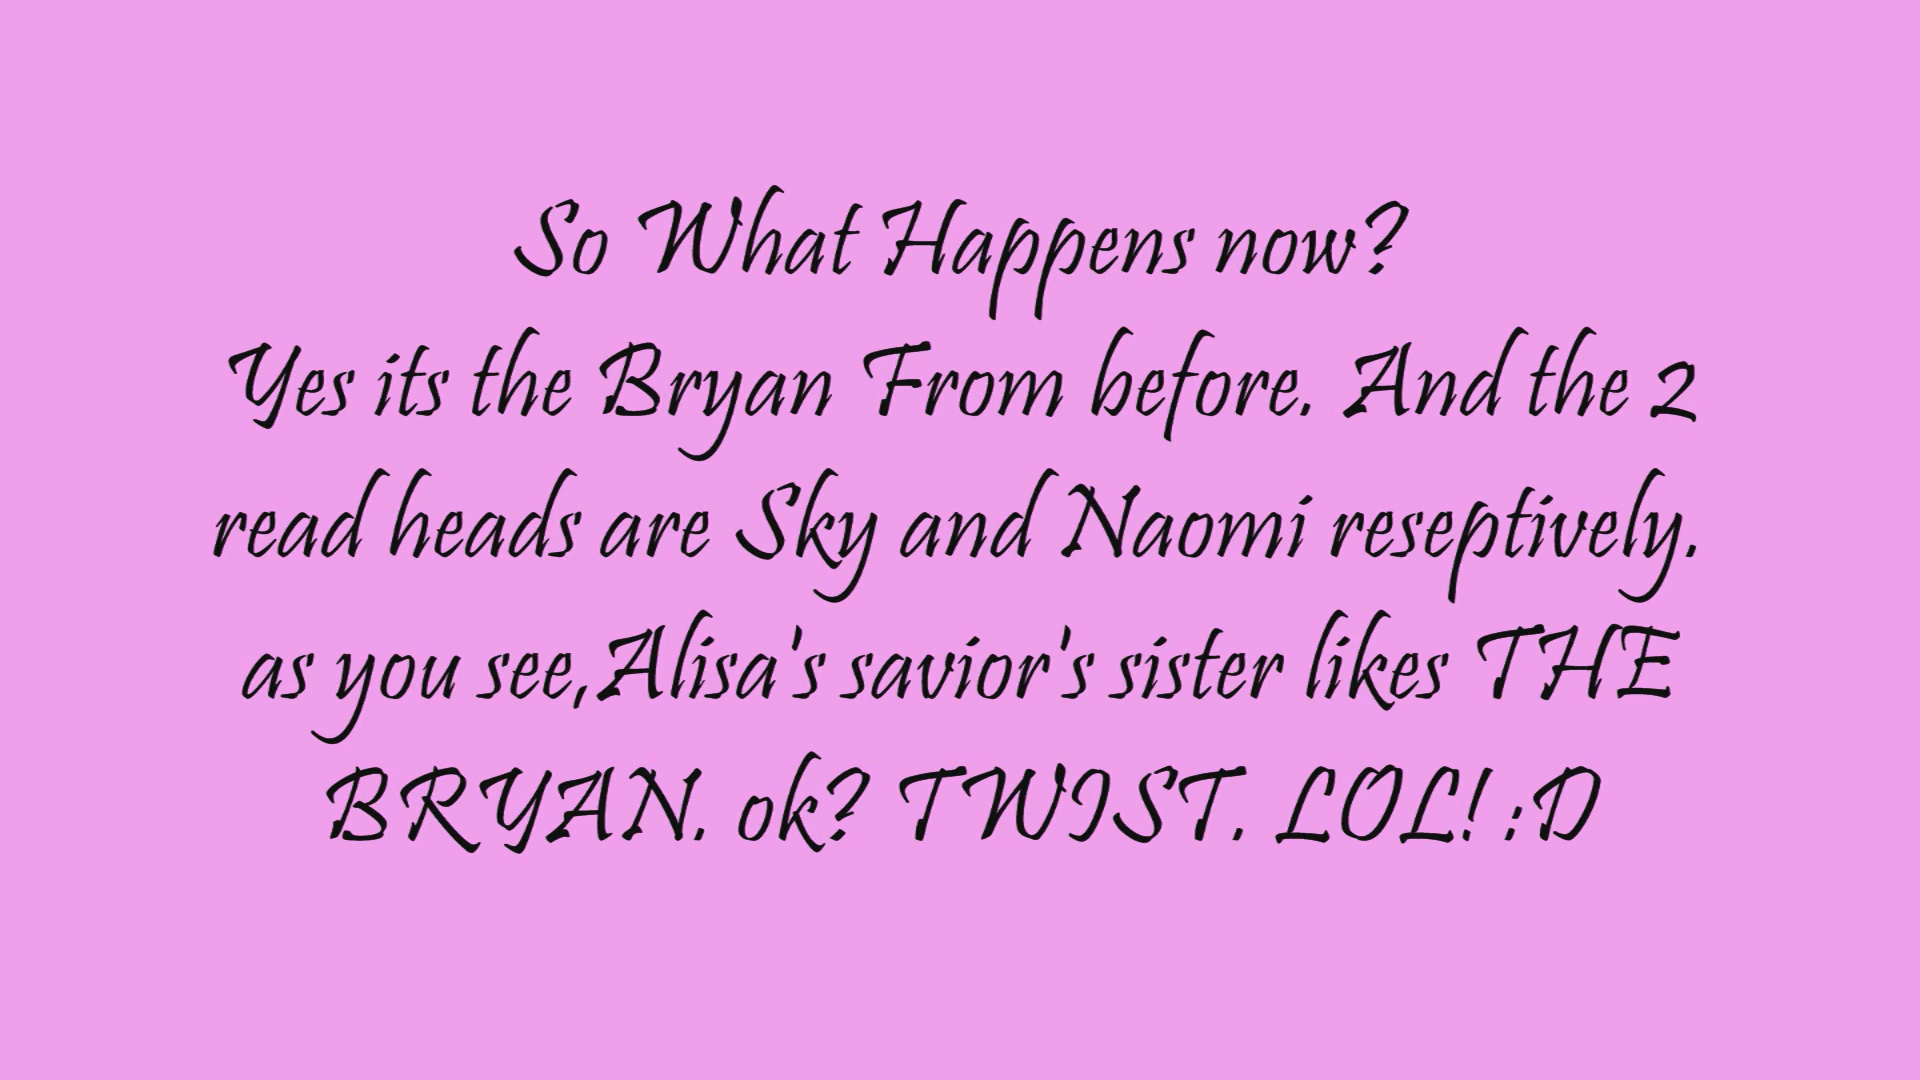 So What Happens now?
Yes its the Bryan From before. And the 2
read heads are Sky and Naomi reseptively.
as you see,Alisa's savior's sister likes THE
BRYAN. ok? TWIST. LOL! :D